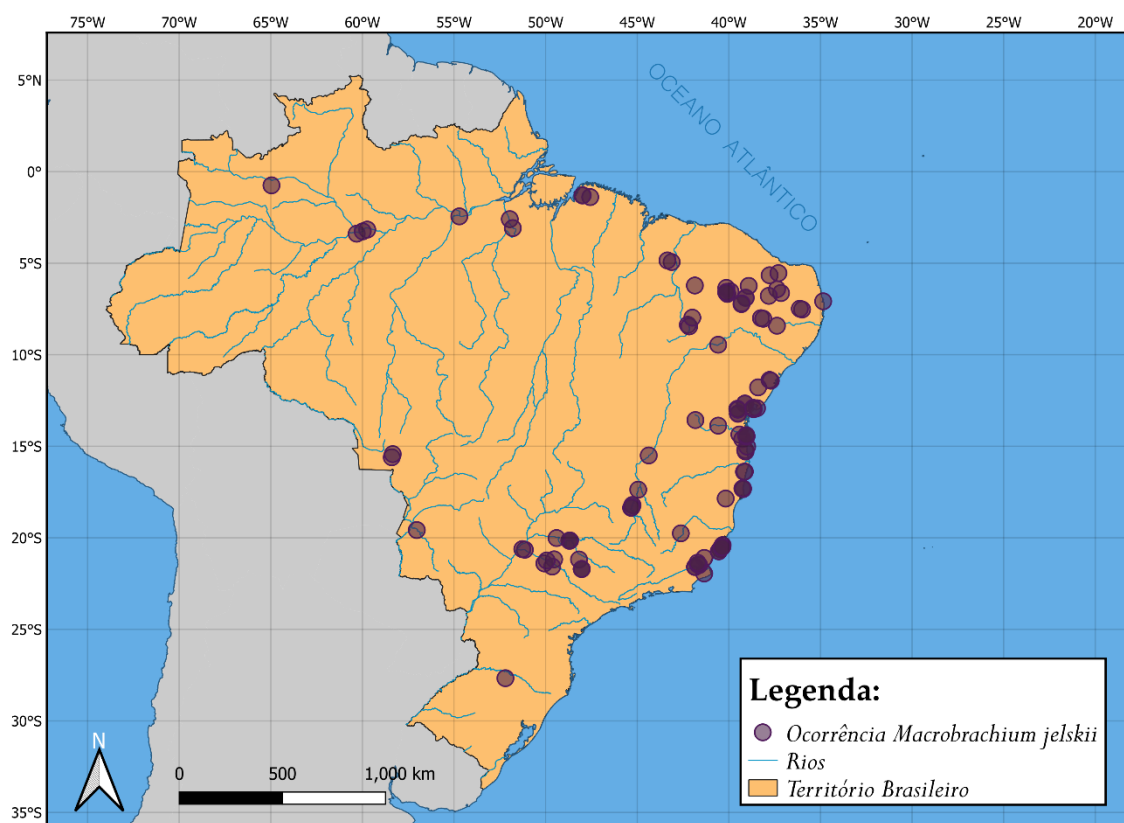 75°W 70°W 65°W 60°W 55°W 50°W 45°W 40°W 35°W 30°W 25°W 20°W
5°N
0°
5°S
10°S
15°S
20°S
25°S
30°S
35°S
OCEANO ATLÂNTICO
N
0 500 1,000 km
Legenda:
Ocorrência Macrobrachium jelskii
Rios
Território Brasileiro